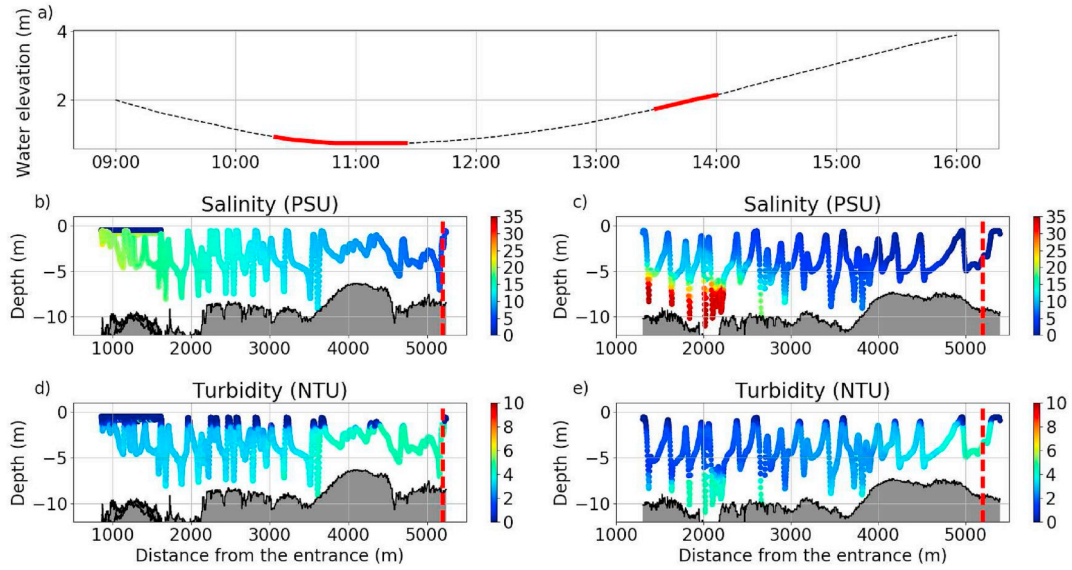 a)
Water elevation (m)
4
2
09:00 10:00 11:00 12:00 13:00 14:00 15:00 16:00
b) Salinity (PSU)
Depth (m)
0
−5
−10
1000 2000 3000 4000 5000
35
30
25
20
15
10
5
0
c) Salinity (PSU)
Depth (m)
0
−5
−10
1000 2000 3000 4000 5000
35
30
25
20
15
10
5
0
d) Turbidity (NTU)
Depth (m)
0
−5
−10
1000 2000 3000 4000 5000
Distance from the entrance (m)
10
8
6
4
2
0
e) Turbidity (NTU)
Depth (m)
0
−5
−10
1000 2000 3000 4000 5000
Distance from the entrance (m)
10
8
6
4
2
0